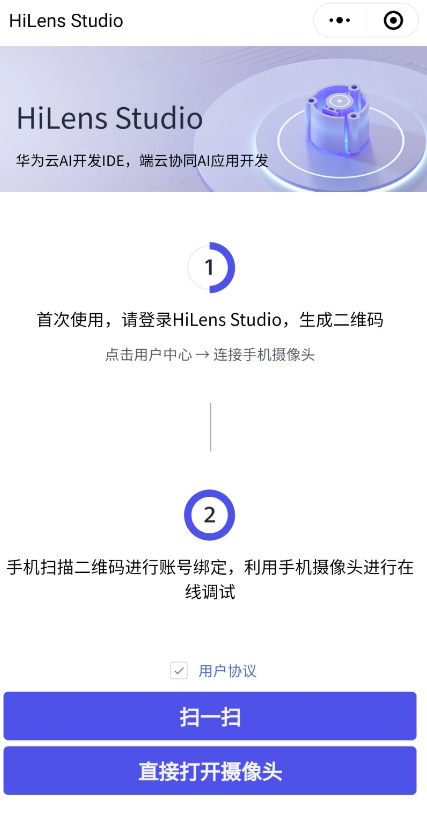 HiLens Studio
HiLens Studio
华为云AI开发IDE，端云协同AI应用开发
1
首次使用，请登录HiLens Studio，生成二维码
点击用户中心 → 连接手机摄像头
2
手机扫描二维码进行账号绑定，利用手机摄像头进行在
线调试
用户协议
扫一扫
直接打开摄像头